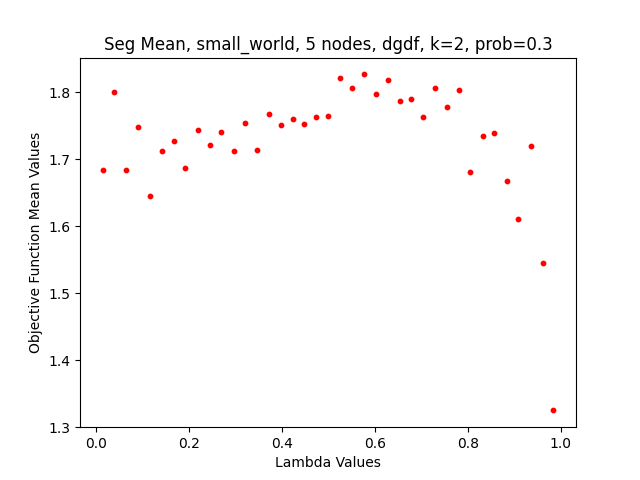 Seg Mean, small_world, 5 nodes, dgdf, k=2, prob=0.3
Objective Function Mean Values
1.8
1.7
1.6
1.5
1.4
1.3
0.0 0.2 0.4 0.6 0.8 1.0
Lambda Values